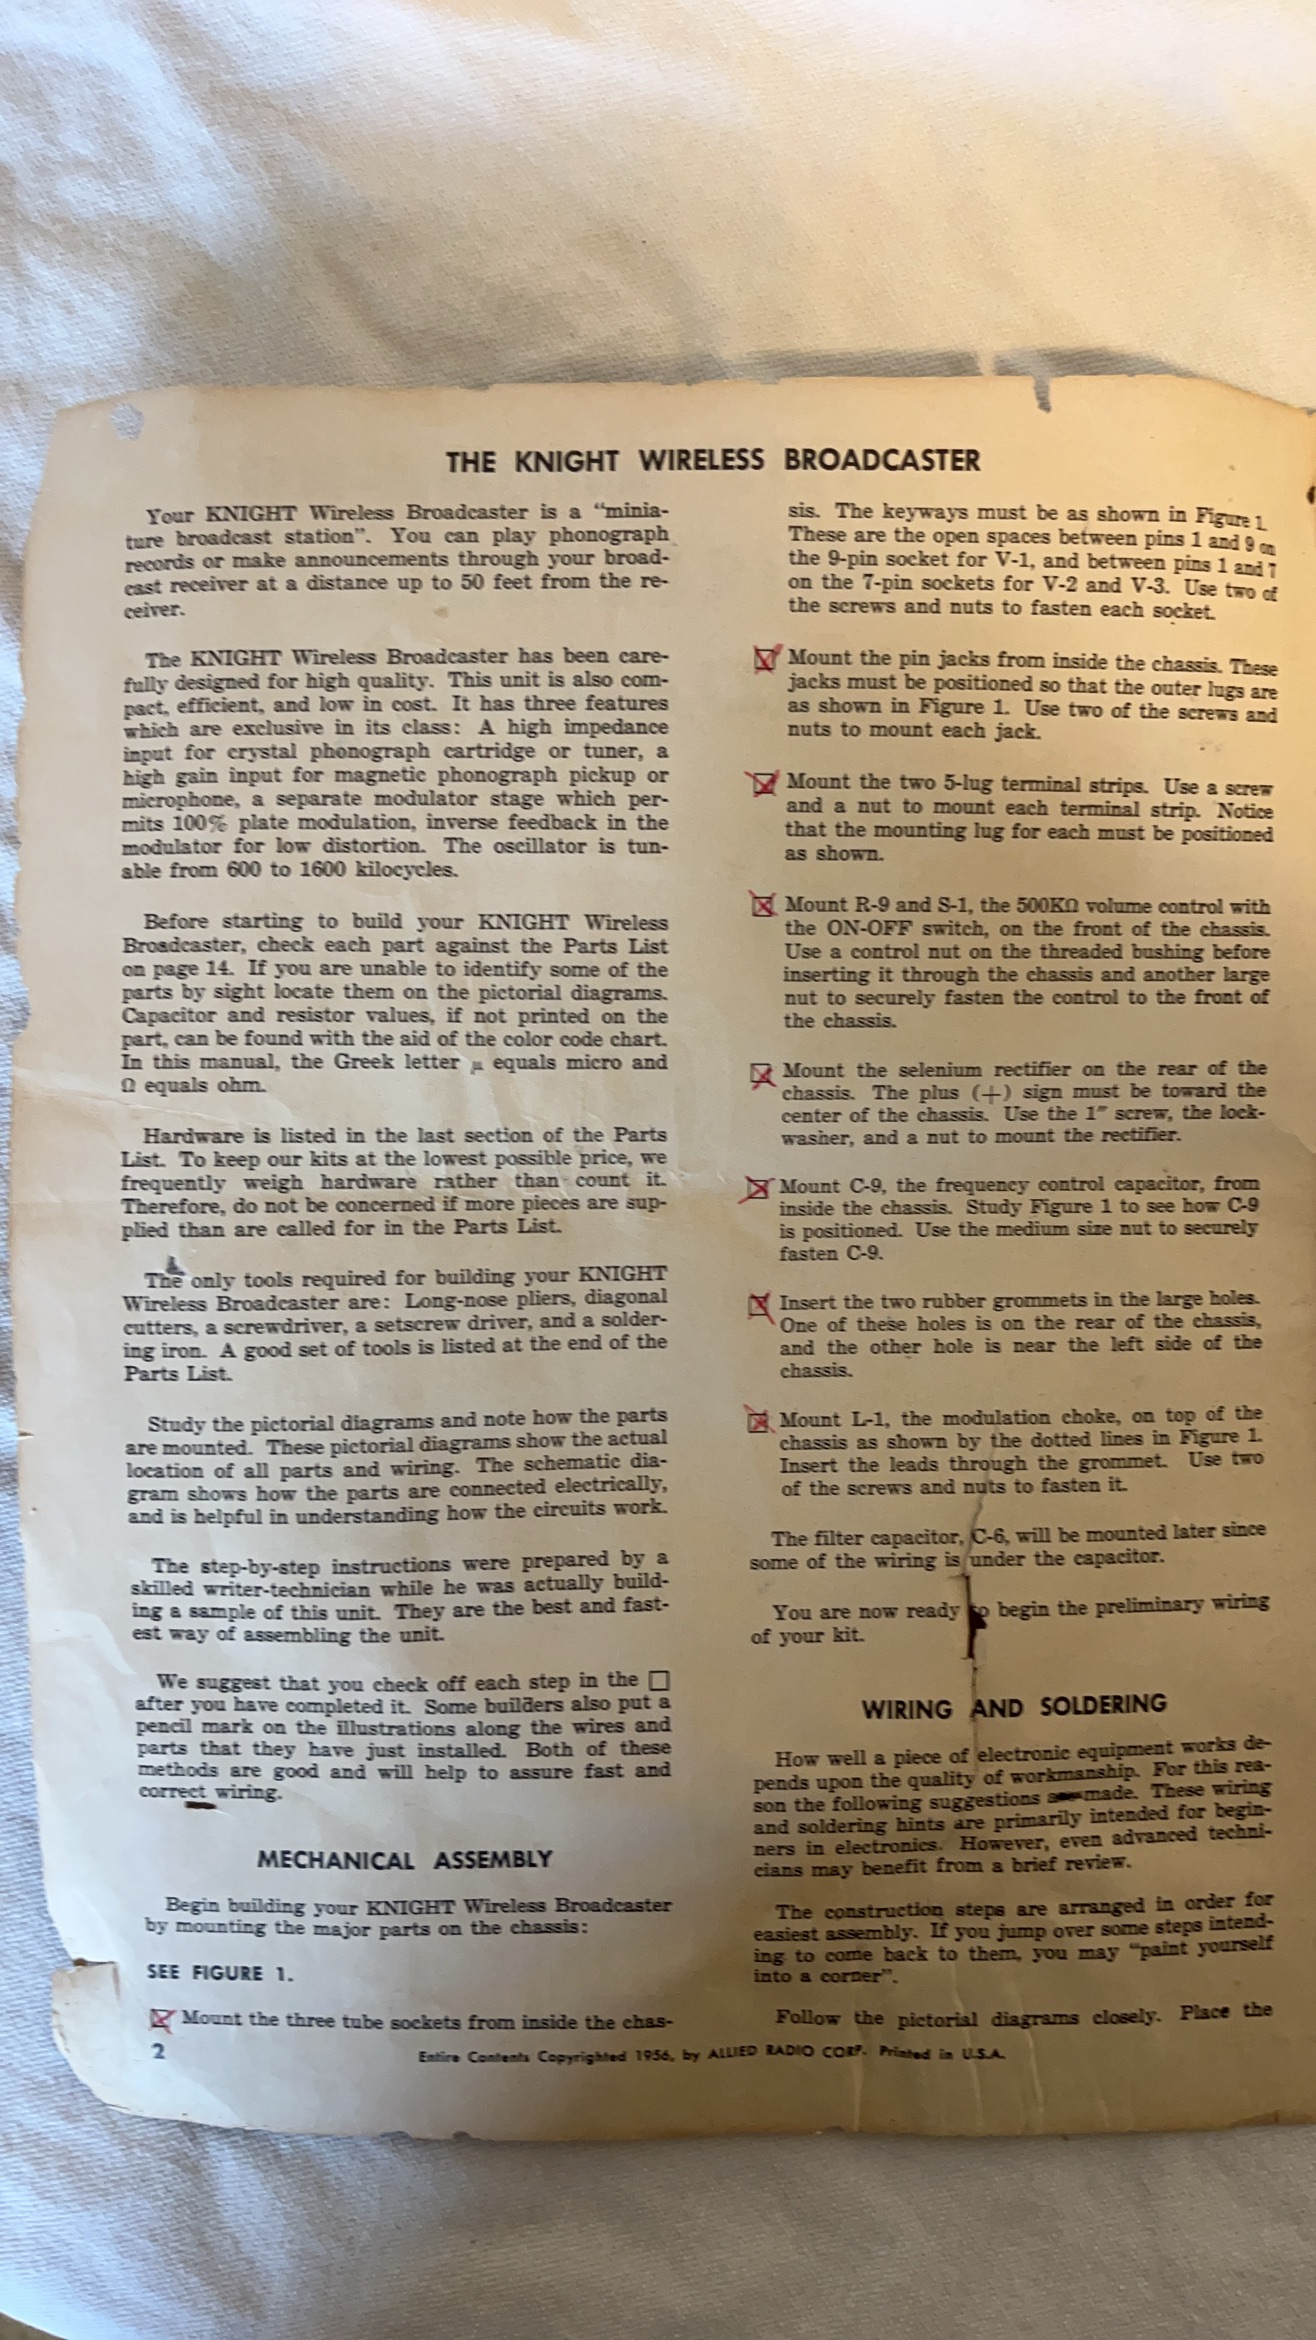 THE KNIGHT WIRELESS BROADCASTER
Your KNIGHT Wireless Broadcaster is a “minia-
ture broadcast station”. You can play phonograph
records or make announcements through your broad-
cast receiver at a distance up to 50 feet from the re-
ceiver.
The KNIGHT Wireless Broadcaster has been care-
fully designed for high quality. This unit is also com-
pact, efficient, and low in cost. It has three features
which are exclusive in its class: A high impedance
input for crystal phonograph cartridge or tuner, a
high gain input for magnetic phonograph pickup or
microphone, a separate modulator stage which per-
mits 100% plate modulation, inverse feedback in the
modulator for low distortion. The oscillator is tun-
able from 600 to 1600 kilocycles.
Before starting to build your KNIGHT Wireless
Broadcaster, check each part against the Parts List
on page 14. If you are unable to identify some of the
parts by sight locate them on the pictorial diagrams.
Capacitor and resistor values, if not printed on the
part, can be found with the aid of the color code chart.
In this manual, the Greek letter μ equals micro and
Ω equals ohm.
Hardware is listed in the last section of the Parts
List. To keep our kits at the lowest possible price, we
frequently weigh hardware rather than count it.
Therefore, do not be concerned if more pieces are sup-
plied than are called for in the Parts List.
The only tools required for building your KNIGHT
Wireless Broadcaster are: Long-nose pliers, diagonal
cutters, a screwdriver, a setscrew driver, and a solder-
ing iron. A good set of tools is listed at the end of the
Parts List.
Study the pictorial diagrams and note how the parts
are mounted. These pictorial diagrams show the actual
location of all parts and wiring. The schematic dia-
gram shows how the parts are connected electrically,
and is helpful in understanding how the circuits work.
The step-by-step instructions were prepared by a
skilled writer-technician while he was actually build-
ing a sample of this unit. They are the best and fast-
est way of assembling the unit.
We suggest that you check off each step in the □
after you have completed it. Some builders also put a
pencil mark on the illustrations along the wires and
parts that they have just installed. Both of these
methods are good and will help to assure fast and
correct wiring.
MECHANICAL ASSEMBLY
Begin building your KNIGHT Wireless Broadcaster
by mounting the major parts on the chassis:
SEE FIGURE 1.
Mount the three tube sockets from inside the chas-
sis. The keyways must be as shown in Figure 1.
These are the open spaces between pins 1 and 9 on
the 9-pin socket for V-1, and between pins 1 and 7
on the 7-pin sockets for V-2 and V-3. Use two of
the screws and nuts to fasten each socket.
Mount the pin jacks from inside the chassis. These
jacks must be positioned so that the outer lugs are
as shown in Figure 1. Use two of the screws and
nuts to mount each jack.
Mount the two 5-lug terminal strips. Use a screw
and a nut to mount each terminal strip. Notice
that the mounting lug for each must be positioned
as shown.
Mount R-9 and S-1, the 500KΩ volume control with
the ON-OFF switch, on the front of the chassis.
Use a control nut on the threaded bushing before
inserting it through the chassis and another large
nut to securely fasten the control to the front of
the chassis.
Mount the selenium rectifier on the rear of the
chassis. The plus (+) sign must be toward the
center of the chassis. Use the 1″ screw, the lock-
washer, and a nut to mount the rectifier.
Mount C-9, the frequency control capacitor, from
inside the chassis. Study Figure 1 to see how C-9
is positioned. Use the medium size nut to securely
fasten C-9.
Insert the two rubber grommets in the large holes.
One of these holes is on the rear of the chassis,
and the other hole is near the left side of the
chassis.
Mount L-1, the modulation choke, on top of the
chassis as shown by the dotted lines in Figure 1.
Insert the leads through the grommet. Use two
of the screws and nuts to fasten it.
The filter capacitor, C-6, will be mounted later since
some of the wiring is under the capacitor.
You are now ready to begin the preliminary wiring
of your kit.
WIRING AND SOLDERING
How well a piece of electronic equipment works de-
pends upon the quality of workmanship. For this rea-
son the following suggestions made. These wiring
and soldering hints are primarily intended for begin-
ners in electronics. However, even advanced techni-
cians may benefit from a brief review.
The construction steps are arranged in order for
easiest assembly. If you jump over some steps intend-
ing to come back to them, you may “paint yourself
into a corner”.
Follow the pictorial diagrams closely. Place the
2
Entire Contents Copyrighted 1956, by ALLIED RADIO CORP. Printed in U.S.A.